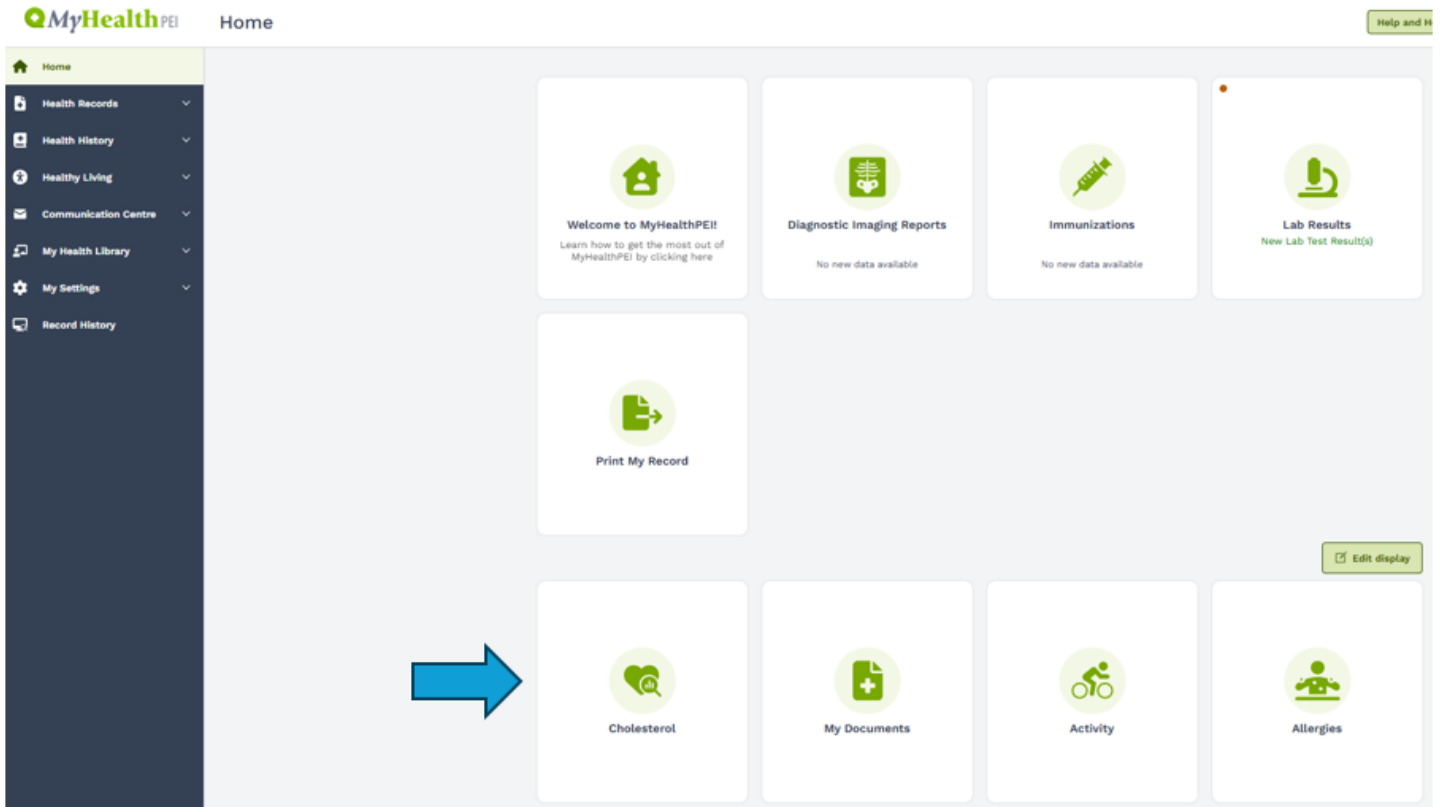 MyHealth PEI
Home
Help and H
Home
Health Records
Health History
Healthy Living
Communication Centre
My Health Library
My Settings
Record History
Welcome to MyHealthPEI!
Learn how to get the most out of
MyHealthPEI by clicking here
Diagnostic Imaging Reports
No new data available
Immunizations
No new data available
Lab Results
New Lab Test Result(s)
Print My Record
Edit display
Cholesterol
My Documents
Activity
Allergies